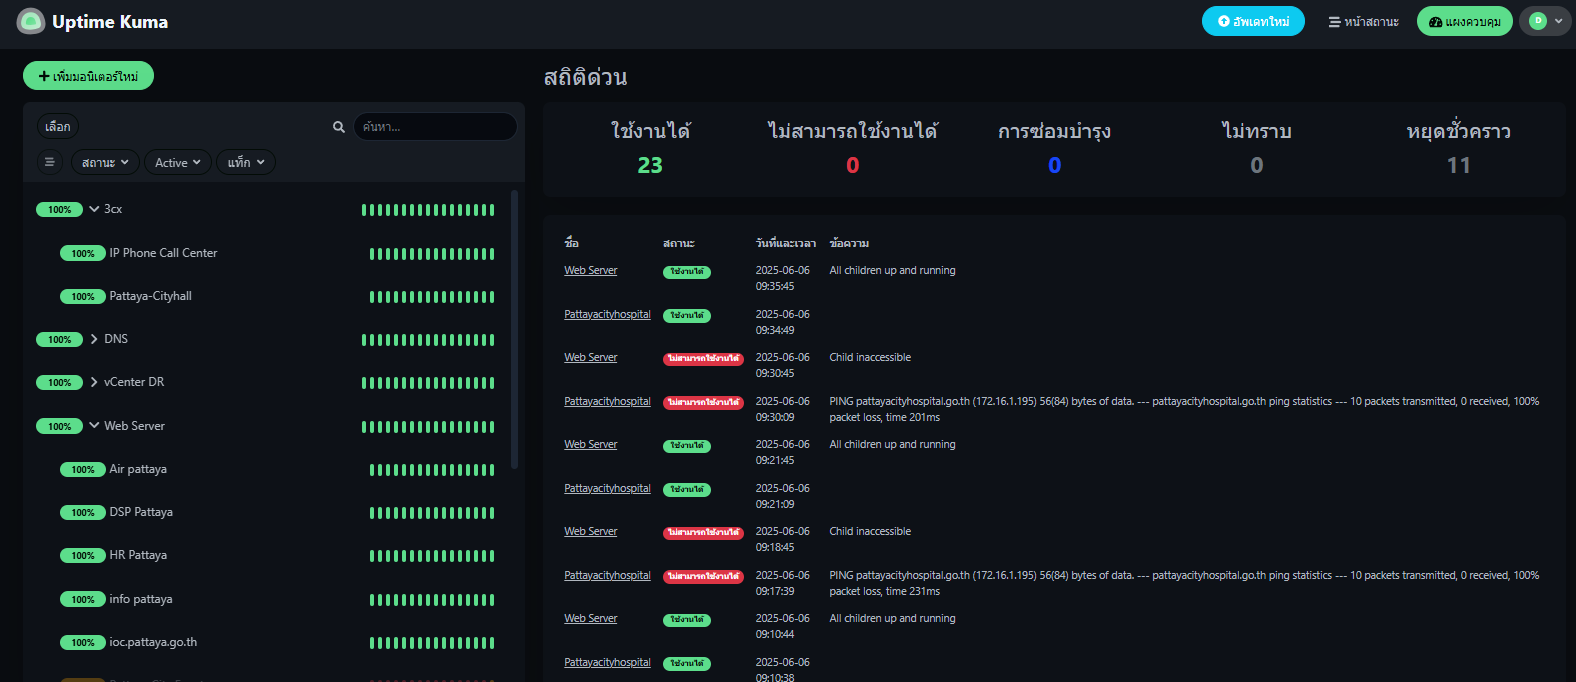 Uptime Kuma
อัพเดทใหม่
หน้าสถานะ
แผงควบคุม
D
เพิ่มมอนิเตอร์ใหม่
เลือก
ค้นหา...
สถานะ
Active
แท็ก
100% 3cx
100% IP Phone Call Center
100% Pattaya-Cityhall
100% DNS
100% vCenter DR
100% Web Server
100% Air pattaya
100% DSP Pattaya
100% HR Pattaya
100% info pattaya
100% ioc.pattaya.go.th
สถิติด่วน
ใช้งานได้ ไม่สามารถใช้งานได้ การซ่อมบำรุง ไม่ทราบ หยุดชั่วคราว
23 0 0 0 11
ชื่อ สถานะ วันที่และเวลา ข้อความ
Web Server ใช้งานได้ 2025-06-06 All children up and running
09:35:45
Pattayacityhospital ใช้งานได้ 2025-06-06
09:34:49
Web Server ไม่สามารถใช้งานได้ 2025-06-06 Child inaccessible
09:30:45
Pattayacityhospital ไม่สามารถใช้งานได้ 2025-06-06 PING pattayacityhospital.go.th (172.16.1.195) 56(84) bytes of data. --- pattayacityhospital.go.th ping statistics --- 10 packets transmitted, 0 received, 100%
09:30:09 packet loss, time 201ms
Web Server ใช้งานได้ 2025-06-06 All children up and running
09:21:45
Pattayacityhospital ใช้งานได้ 2025-06-06
09:21:09
Web Server ไม่สามารถใช้งานได้ 2025-06-06 Child inaccessible
09:18:45
Pattayacityhospital ไม่สามารถใช้งานได้ 2025-06-06 PING pattayacityhospital.go.th (172.16.1.195) 56(84) bytes of data. --- pattayacityhospital.go.th ping statistics --- 10 packets transmitted, 0 received, 100%
09:17:39 packet loss, time 231ms
Web Server ใช้งานได้ 2025-06-06 All children up and running
09:10:44
Pattayacityhospital ใช้งานได้ 2025-06-06
09:10:38